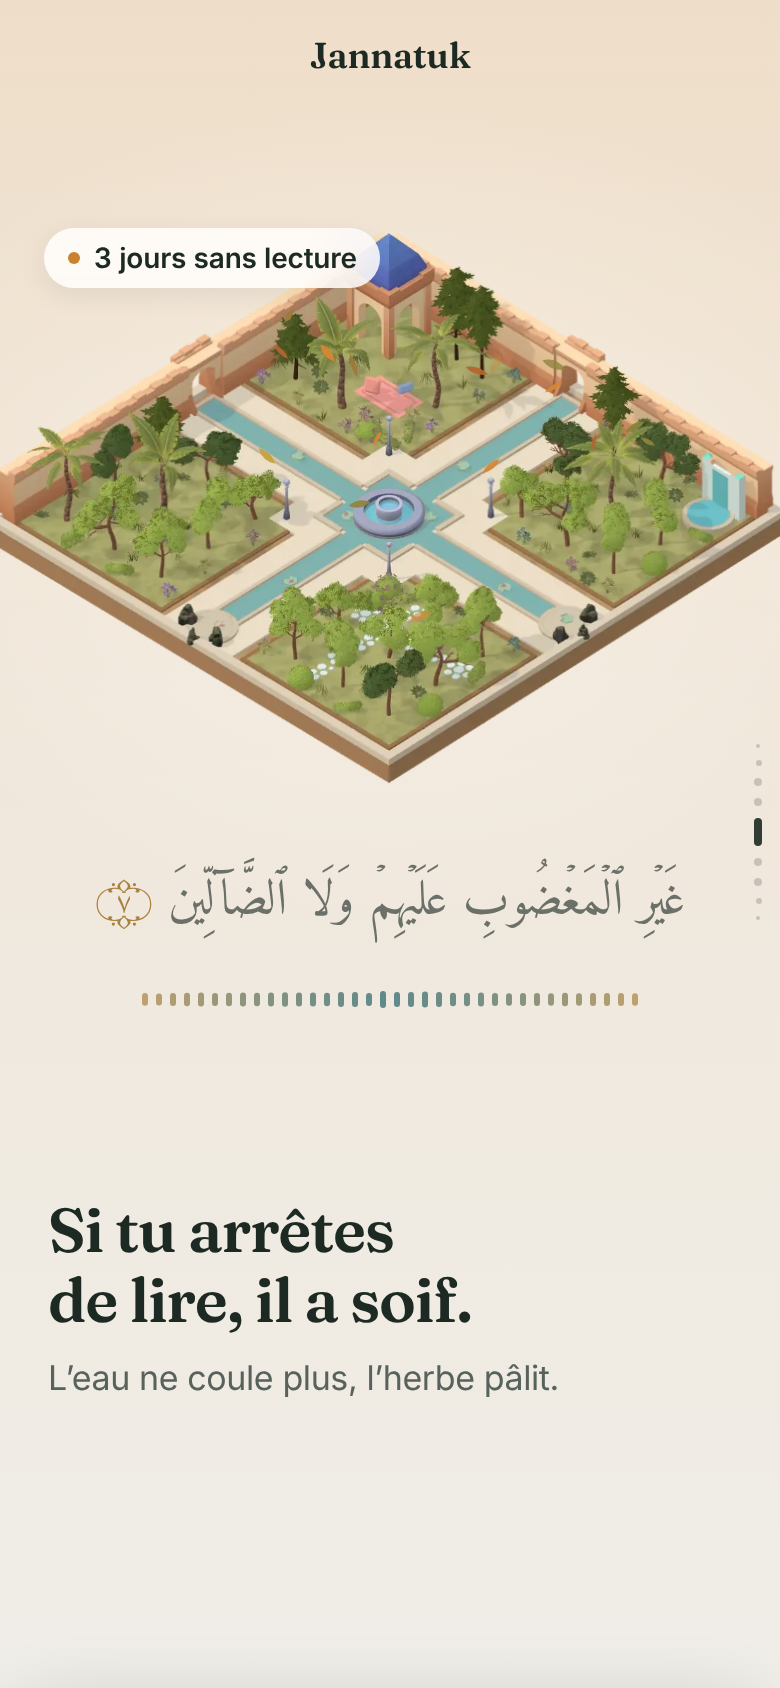 Jannatuk
3 jours sans lecture
غَيْرِ ٱلْمَغْضُوبِ عَلَيْهِمْ وَلَا ٱلضَّآلِّينَ ٧
Si tu arrêtes
de lire, il a soif.
L’eau ne coule plus, l’herbe pâlit.